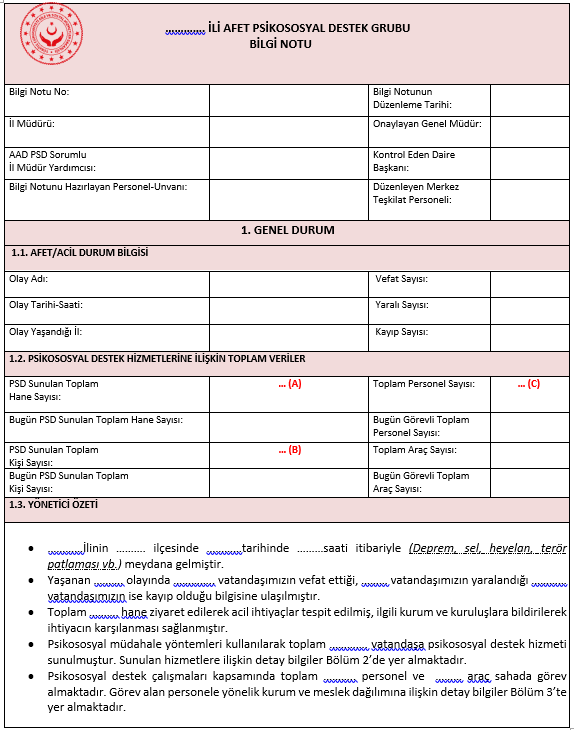 .......... İLİ AFET PSİKOSOSYAL DESTEK GRUBU
BİLGİ NOTU
Bilgi Notu No:
Bilgi Notunun
Düzenleme Tarihi:
İl Müdürü:
Onaylayan Genel Müdür:
AAD PSD Sorumlu
İl Müdür Yardımcısı:
Kontrol Eden Daire
Başkanı:
Bilgi Notunu Hazırlayan Personel-Unvanı:
Düzenleyen Merkez
Teşkilat Personeli:
1. GENEL DURUM
1.1. AFET/ACİL DURUM BİLGİSİ
Olay Adı:
Vefat Sayısı:
Olay Tarihi-Saati:
Yaralı Sayısı:
Olay Yaşandığı İl:
Kayıp Sayısı:
1.2. PSİKOSOSYAL DESTEK HİZMETLERİNE İLİŞKİN TOPLAM VERİLER
PSD Sunulan Toplam
Hane Sayısı:
... (A)
Toplam Personel Sayısı:
... (C)
Bugün PSD Sunulan Toplam Hane Sayısı:
Bugün Görevli Toplam
Personel Sayısı:
PSD Sunulan Toplam
Kişi Sayısı:
... (B)
Toplam Araç Sayısı:
Bugün PSD Sunulan Toplam
Kişi Sayısı:
Bugün Görevli Toplam
Araç Sayısı:
1.3. YÖNETİCİ ÖZETİ
• ..........İlinin .......... ilçesinde ..........tarihinde .........saati itibariyle (Deprem, sel, heyelan, terör
patlaması vb.) meydana gelmiştir.
• Yaşanan ........ olayında ........ vatandaşımızın vefat ettiği, ........ vatandaşımızın yaralandığı ..........
vatandaşımızın ise kayıp olduğu bilgisine ulaşılmıştır.
• Toplam .......... hane ziyaret edilerek acil ihtiyaçlar tespit edilmiş, ilgili kurum ve kuruluşlara bildirilerek
ihtiyacın karşılanması sağlanmıştır.
• Psikososyal müdahale yöntemleri kullanılarak toplam .......... vatandaşa psikososyal destek hizmeti
sunulmuştur. Sunulan hizmetlere ilişkin detay bilgiler Bölüm 2'de yer almaktadır.
• Psikososyal destek çalışmaları kapsamında toplam ......... personel ve ........ araç sahada görev
almaktadır. Görev alan personele yönelik kurum ve meslek dağılımına ilişkin detay bilgiler Bölüm 3'te
yer almaktadır.